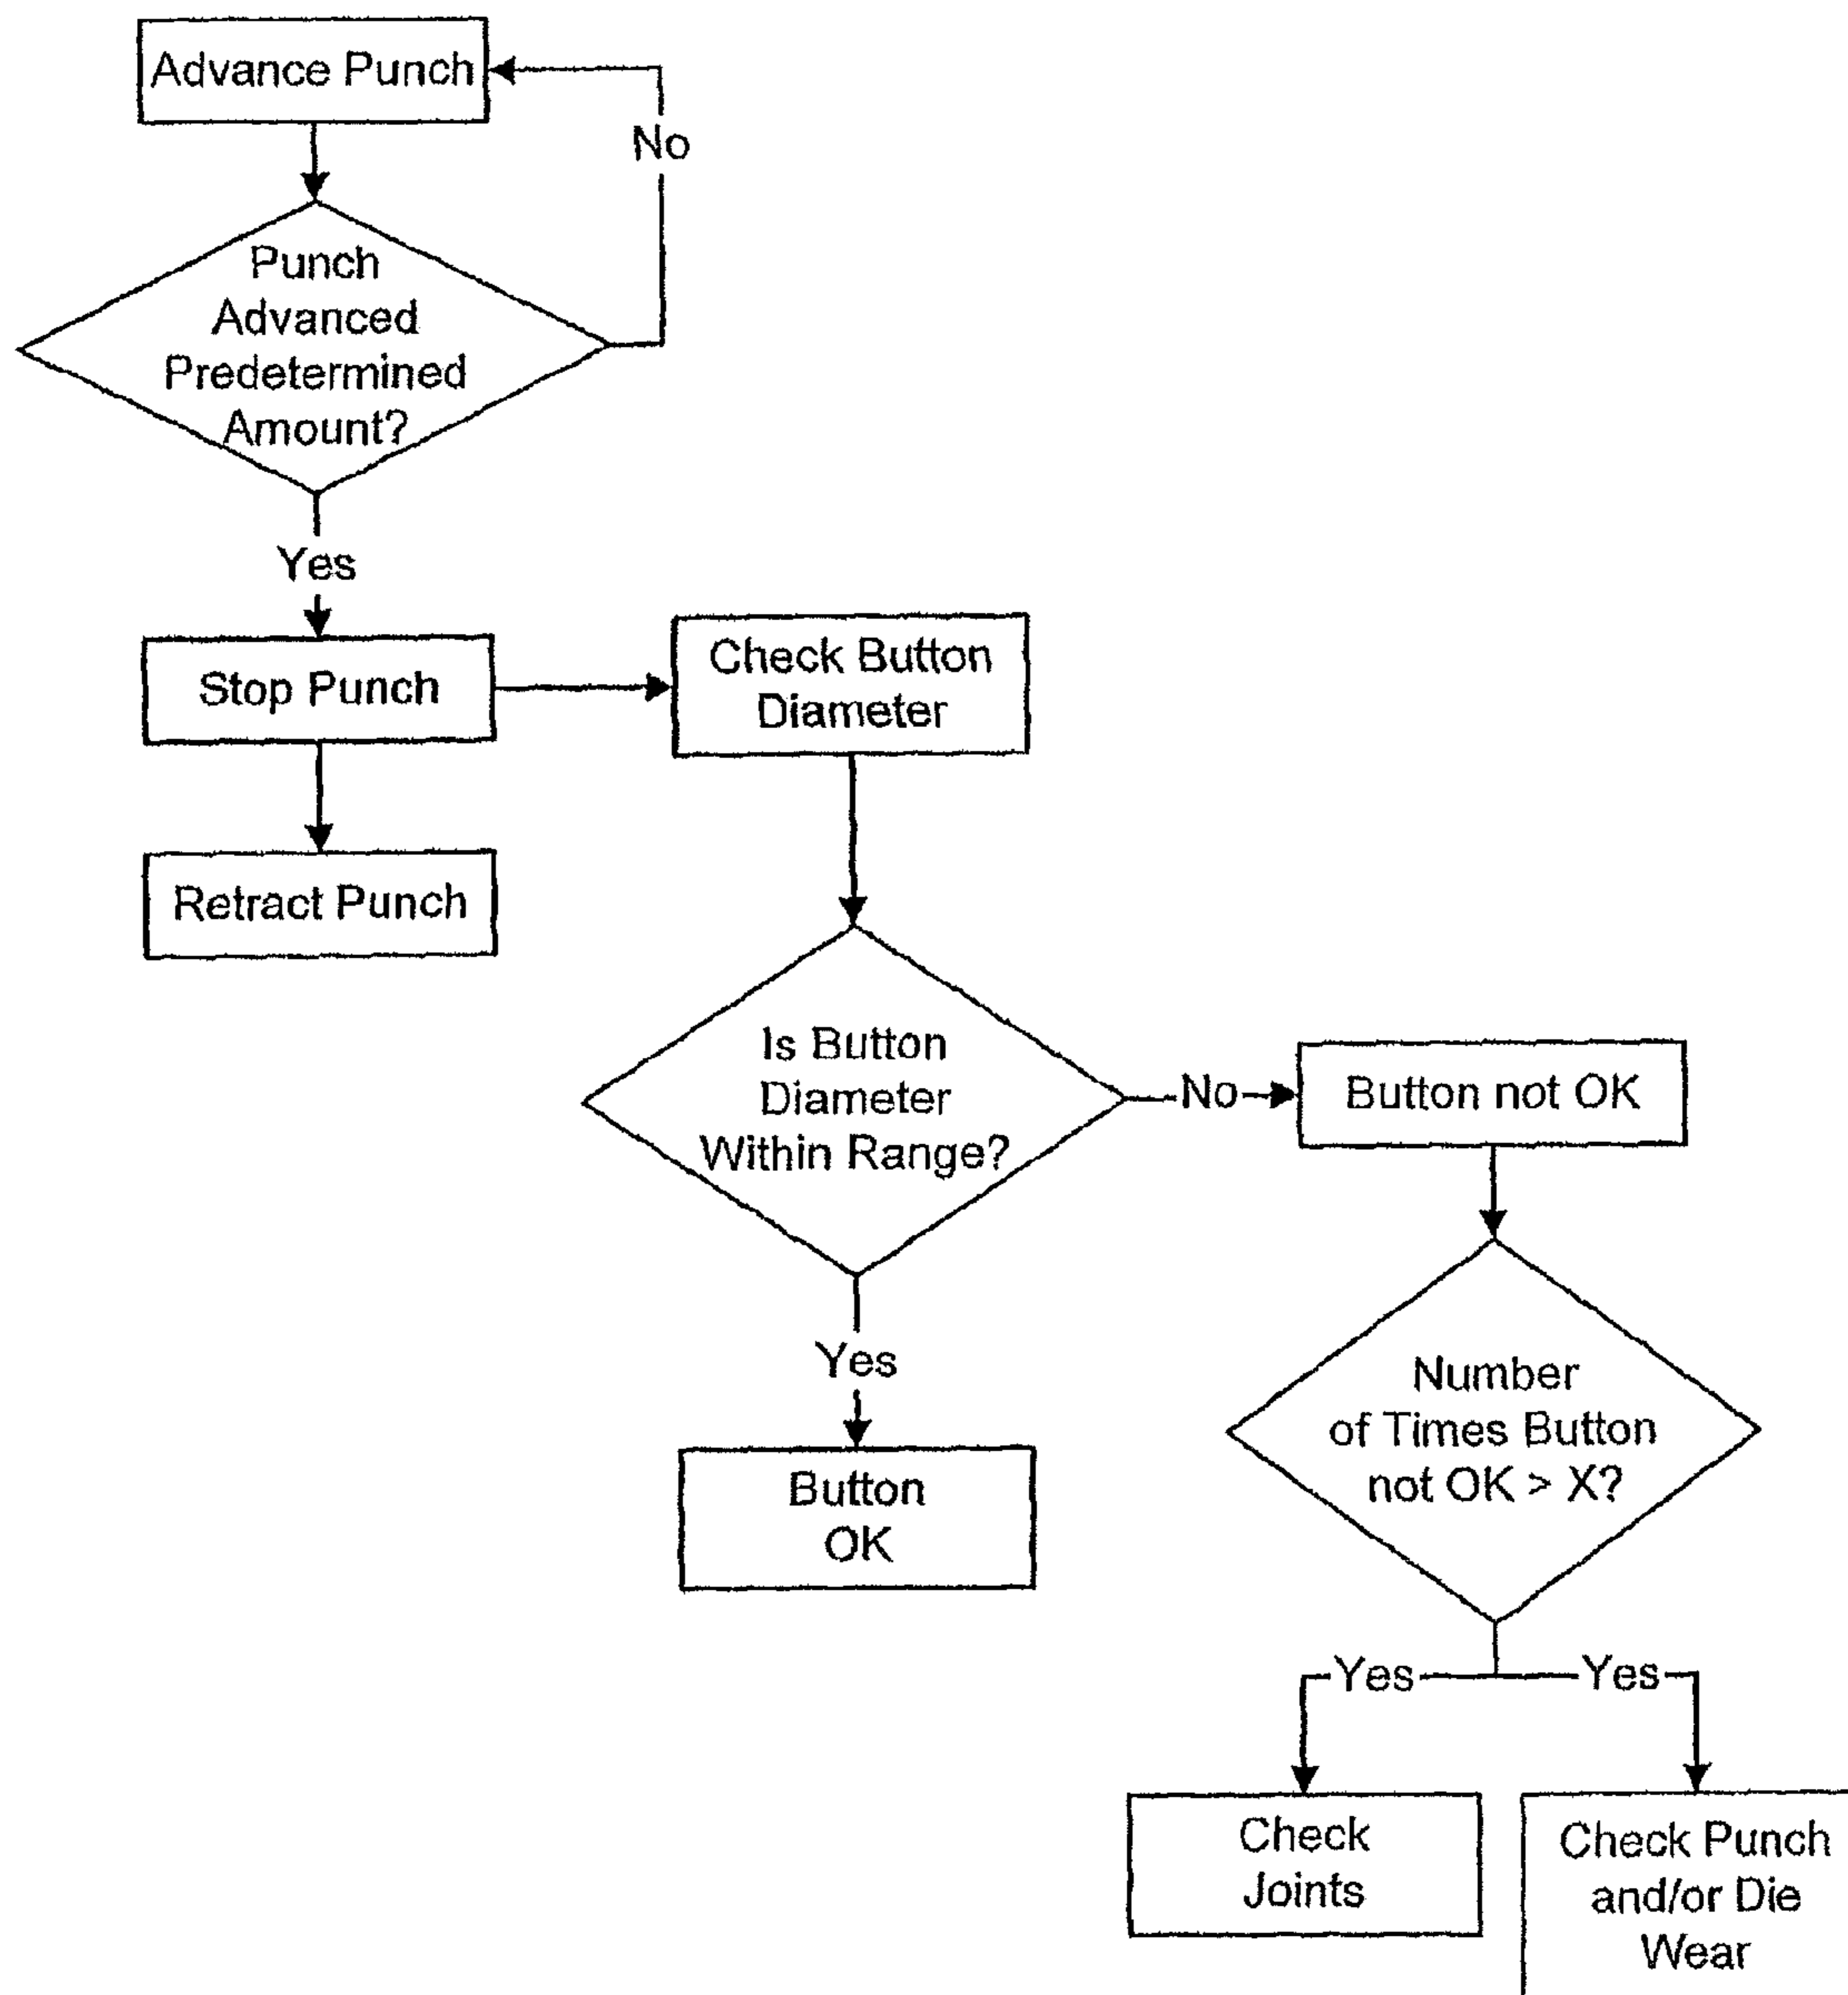 Advance Punch
No
Punch
Advanced
Predetermined
Amount?
Yes
Stop Punch
Check Button
Diameter
Retract Punch
Is Button
Diameter
Within Range?
No
Button not OK
Yes
Button
OK
Number
of Times Button
not OK > X?
Yes
Yes
Check
Joints
Check Punch
and/or Die
Wear